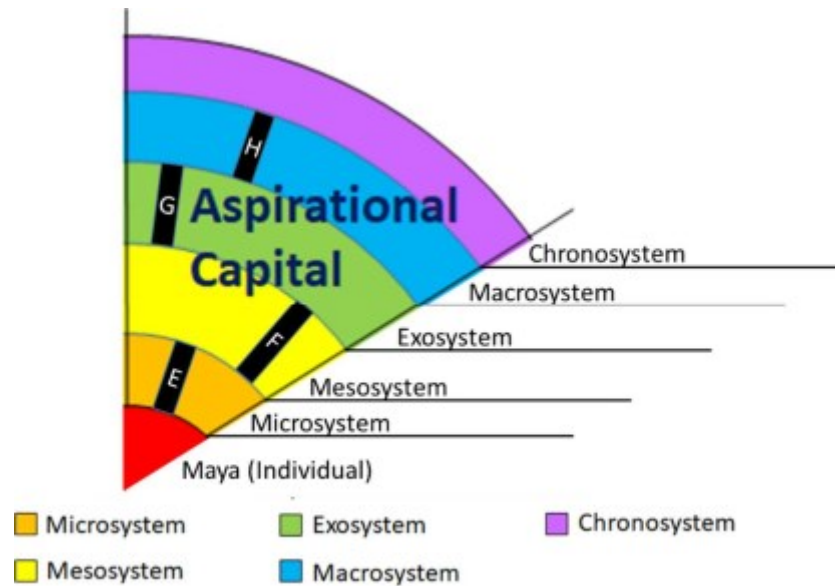 H
G
Aspirational
Capital
F
E
Chronosystem
Macrosystem
Exosystem
Mesosystem
Microsystem
Maya (Individual)
Microsystem
Exosystem
Chronosystem
Mesosystem
Macrosystem